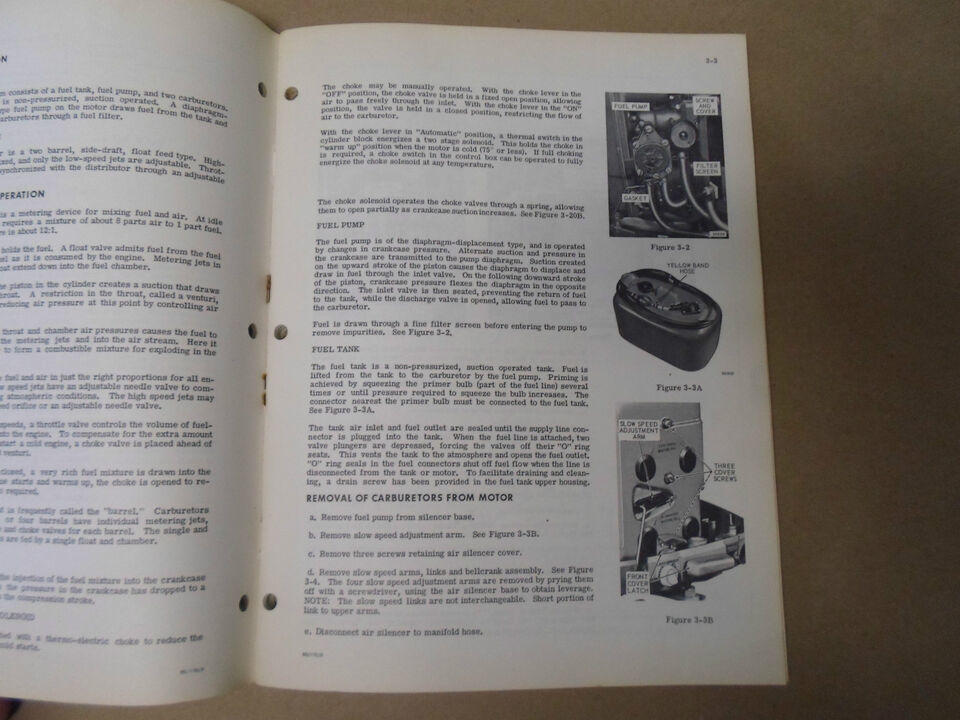 ON
m consists of a fuel tank, fuel pump, and two carburetors.
is non-pressurized, suction operated. A diaphragm-
ype fuel pump on the motor draws fuel from the tank and
arburetors through a fuel filter.
r is a two barrel, side-draft, float feed type. High-
ized, and only the low-speed jets are adjustable. Throt-
ynchronized with the distributor through an adjustable
PERATION
is a metering device for mixing fuel and air. At idle
requires a mixture of about 8 parts air to 1 part fuel.
re is about 12:1.
holds the fuel. A float valve admits fuel from the fuel
el as it is consumed by the engine. Metering jets in
oat extend down into the fuel chamber.
he piston in the cylinder creates a suction that draws
throat. A restriction in the throat, called a venturi,
reducing air pressure at this point by controlling air
throat and chamber air pressures causes the fuel to
the metering jets and into the air stream. Here it
to form a combustible mixture for exploding in the
fuel and air in just the right proportions for all en-
w speed jets have an adjustable needle valve to com-
g atmospheric conditions. The high speed jets may
ed orifice or an adjustable needle valve.
speeds, a throttle valve controls the volume of fuel-
into the engine. To compensate for the extra amount
start a cold engine, a choke valve is placed ahead of
venturi.
closed, a very rich fuel mixture is drawn into the
ne starts and warms up, the choke is opened to re-
required.
is frequently called the "barrel." Carburetors
or four barrels have individual metering jets,
and choke valves for each barrel. The single and
s are fed by a single float and chamber.
the injection of the fuel mixture into the crankcase
the pressure in the crankcase has dropped to a
the compression stroke.
SOLENOID
with a thermo-electric choke to reduce the
starts.
3-3
The choke may be manually operated. With the choke lever in the
"OFF" position, the choke valve is held in a fixed open position, allowing
air to pass freely through the inlet. With the choke lever in the "ON"
position, the valve is held in a closed position, restricting the flow of
air to the carburetor.
With the choke lever in "Automatic" position, a thermal switch in the
cylinder block energizes a two stage solenoid. This holds the choke in
"warm up" position when the motor is cold (75° or less). If full choking
is required, a choke switch in the control box can be operated to fully
energize the choke solenoid at any temperature.
The choke solenoid operates the choke valves through a spring, allowing
them to open partially as crankcase suction increases. See Figure 3-20B.
FUEL PUMP
The fuel pump is of the diaphragm-displacement type, and is operated
by changes in crankcase pressure. Alternate suction and pressure in
the crankcase are transmitted to the pump diaphragm. Suction created
on the upward stroke of the piston causes the diaphragm to displace and
draw in fuel through the inlet valve. On the following downward stroke
of the piston, crankcase pressure flexes the diaphragm in the opposite
direction. The inlet valve is then seated, preventing the return of fuel
to the tank, while the discharge valve is opened, allowing fuel to pass to
the carburetor.
Fuel is drawn through a fine filter screen before entering the pump to
remove impurities. See Figure 3-2.
FUEL TANK
The fuel tank is a non-pressurized, suction operated tank. Fuel is
lifted from the tank to the carburetor by the fuel pump. Priming is
achieved by squeezing the primer bulb (part of the fuel line) several
times or until pressure required to squeeze the bulb increases. The
connector nearest the primer bulb must be connected to the fuel tank.
See Figure 3-3A.
The tank air inlet and fuel outlet are sealed until the supply line con-
nector is plugged into the tank. When the fuel line is attached, two
valve plungers are depressed, forcing the valves off their "O" ring
seats. This vents the tank to the atmosphere and opens the fuel outlet.
"O" ring seals in the fuel connectors shut off fuel flow when the line is
disconnected from the tank or motor. To facilitate draining and clean-
ing, a drain screw has been provided in the fuel tank upper housing.
REMOVAL OF CARBURETORS FROM MOTOR
a. Remove fuel pump from silencer base.
b. Remove slow speed adjustment arm. See Figure 3-3B.
c. Remove three screws retaining air silencer cover.
d. Remove slow speed arms, links and bellcrank assembly. See Figure
3-4. The four slow speed adjustment arms are removed by prying them
off with a screwdriver, using the air silencer base to obtain leverage.
NOTE: The slow speed links are not interchangeable. Short portion of
link to upper arms.
e. Disconnect air silencer to manifold hose.
FUEL PUMP
SCREW
AND
COVER
FILTER
SCREEN
GASKET
Figure 3-2
YELLOW BAND
HOSE
Figure 3-3A
SLOW SPEED
ADJUSTMENT
ARM
THREE
COVER
SCREWS
FRONT
COVER
LATCH
Figure 3-3B